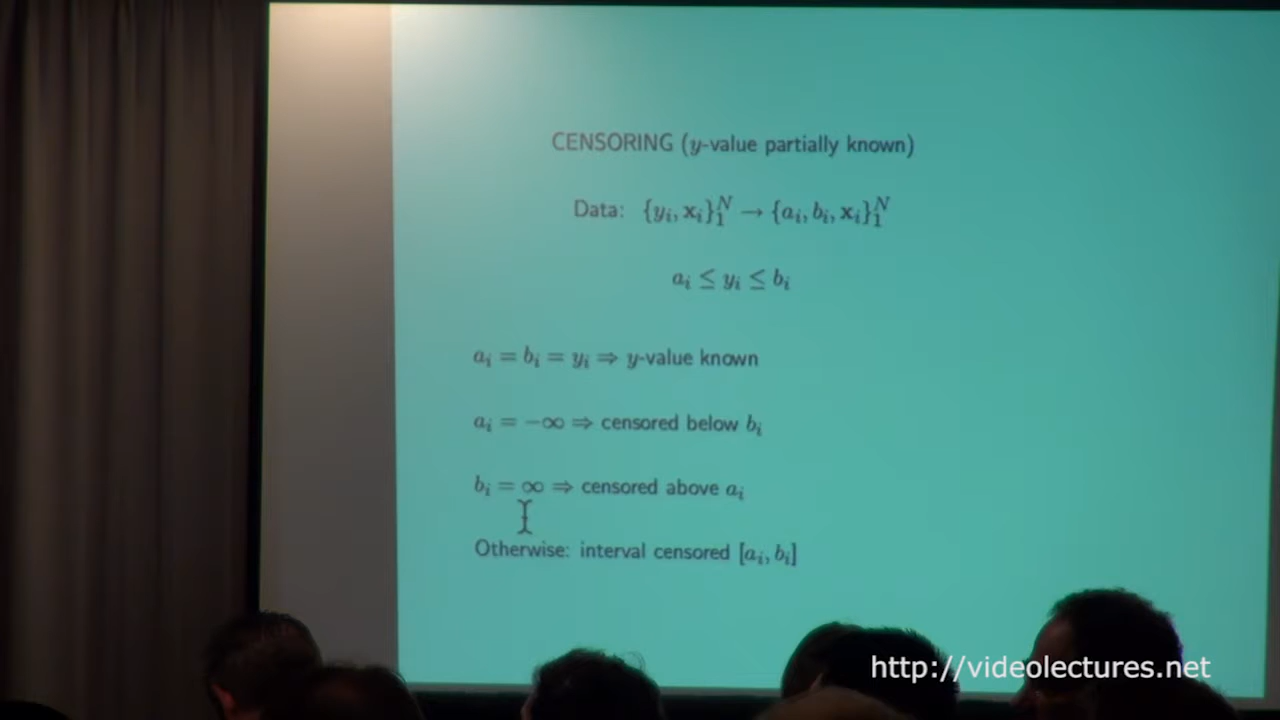 CENSORING (y-value partially known)
Data: {yᵢ, xᵢ}₁ᴺ → {aᵢ, bᵢ, xᵢ}₁ᴺ
aᵢ ≤ yᵢ ≤ bᵢ
aᵢ = bᵢ = yᵢ ⇒ y-value known
aᵢ = −∞ ⇒ censored below bᵢ
bᵢ = ∞ ⇒ censored above aᵢ
Otherwise: interval censored [aᵢ, bᵢ]
http://videolectures.net